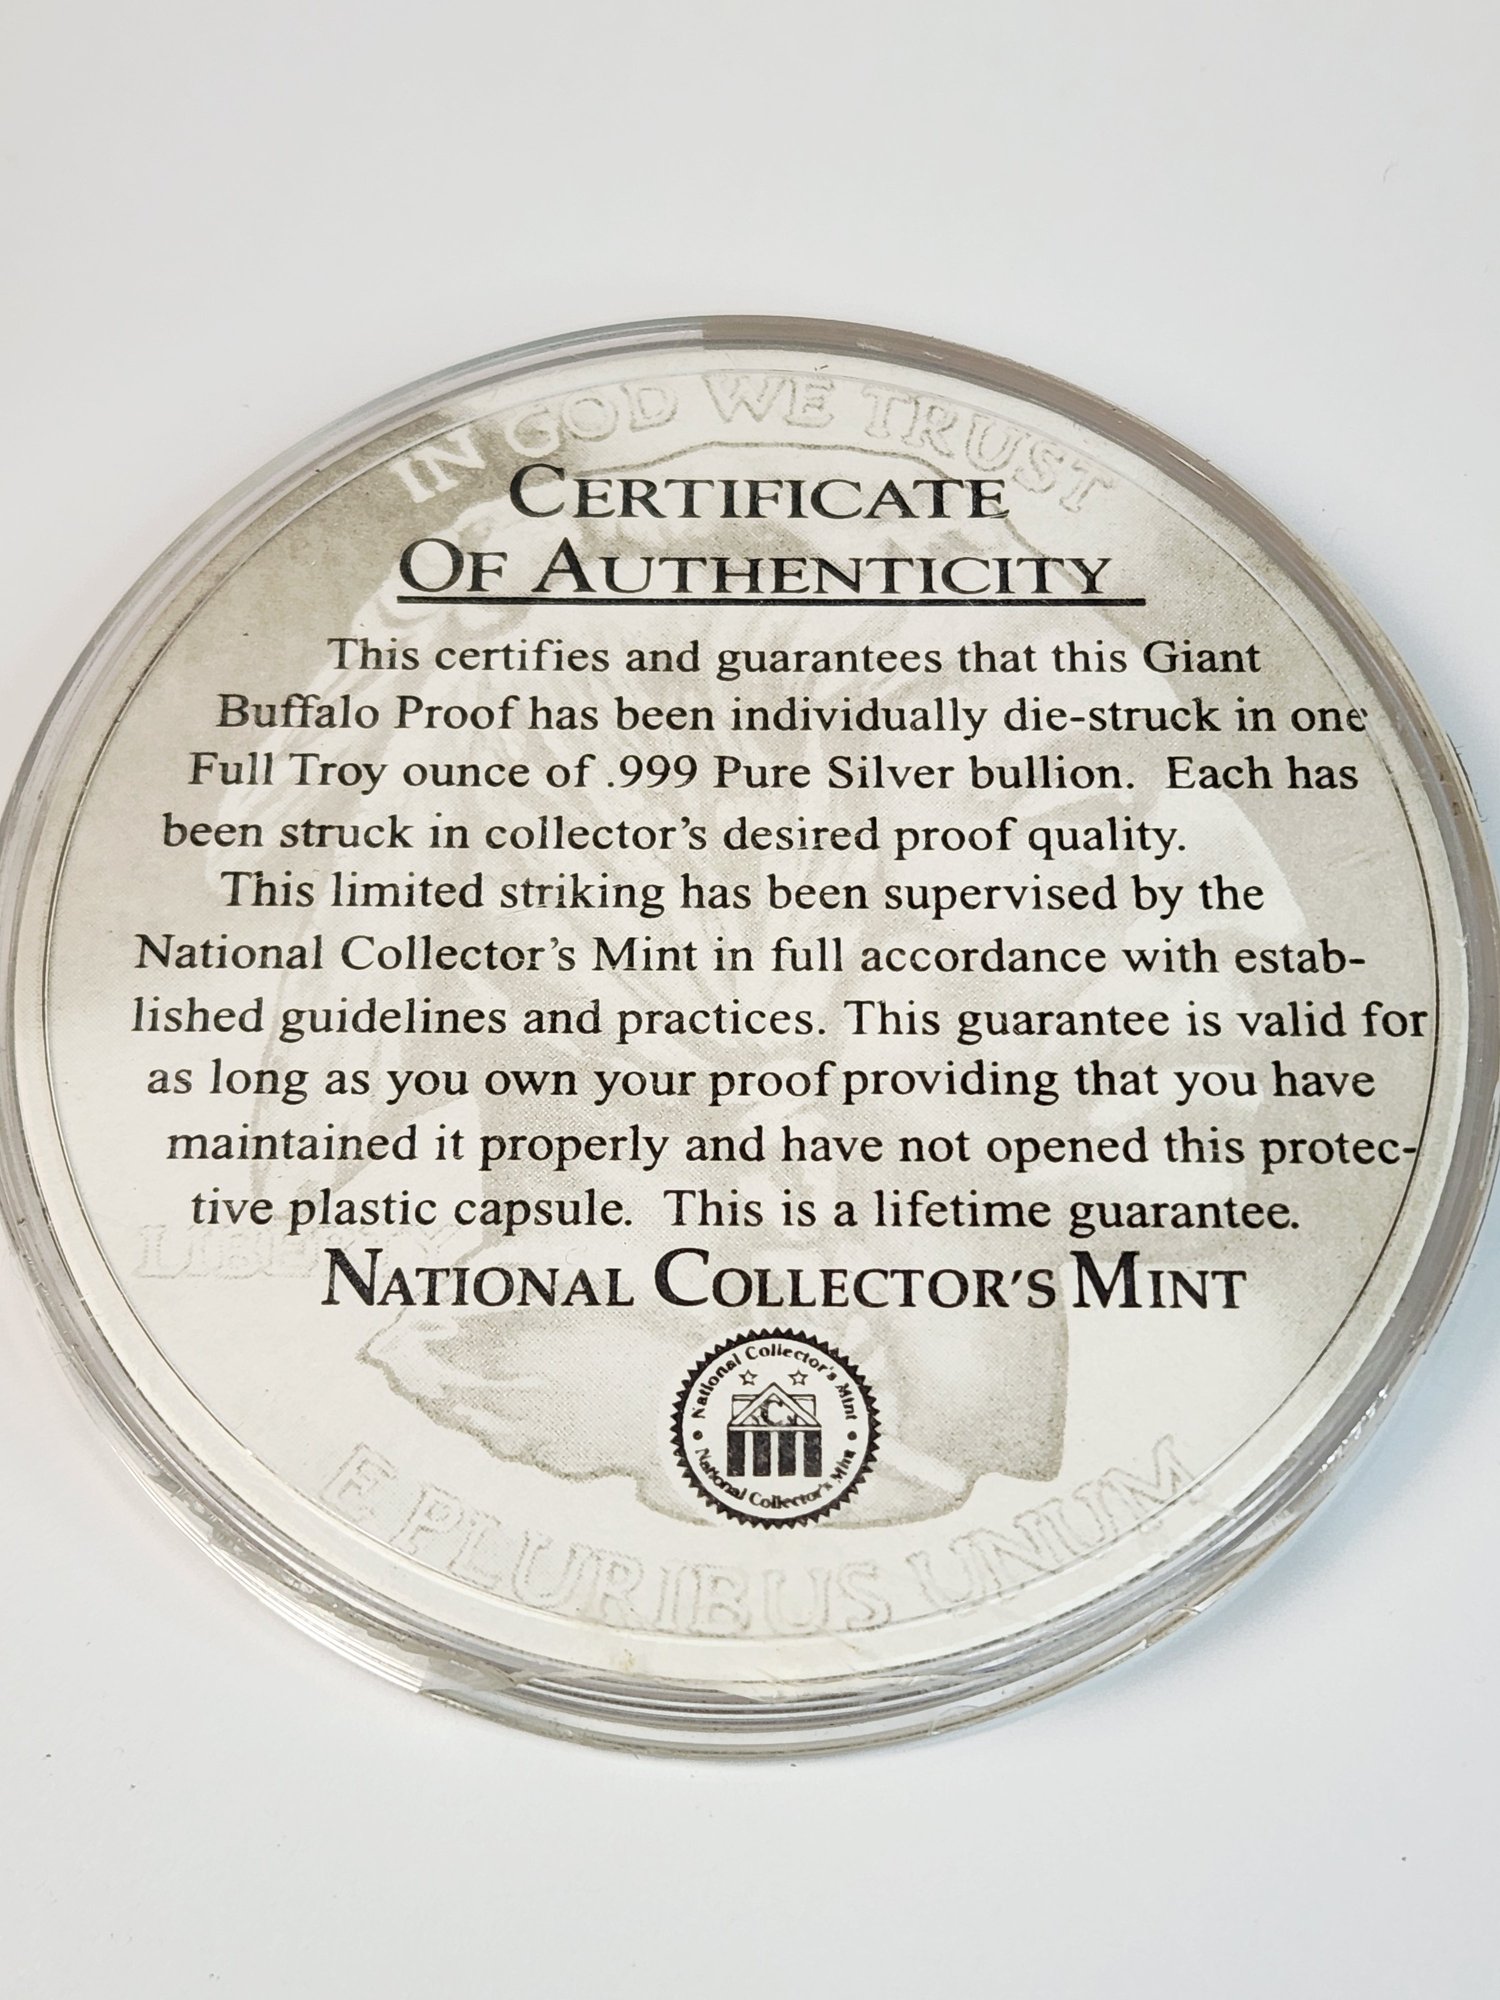 IN GOD WE TRUST
CERTIFICATE
OF AUTHENTICITY
This certifies and guarantees that this Giant
Buffalo Proof has been individually die-struck in one
Full Troy ounce of .999 Pure Silver bullion. Each has
been struck in collector's desired proof quality.
This limited striking has been supervised by the
National Collector's Mint in full accordance with estab-
lished guidelines and practices. This guarantee is valid for
as long as you own your proof providing that you have
maintained it properly and have not opened this protec-
tive plastic capsule. This is a lifetime guarantee.
LIBERTY
NATIONAL COLLECTOR'S MINT
National Collector's Mint
C
National Collector's Mint
E PLURIBUS UNUM